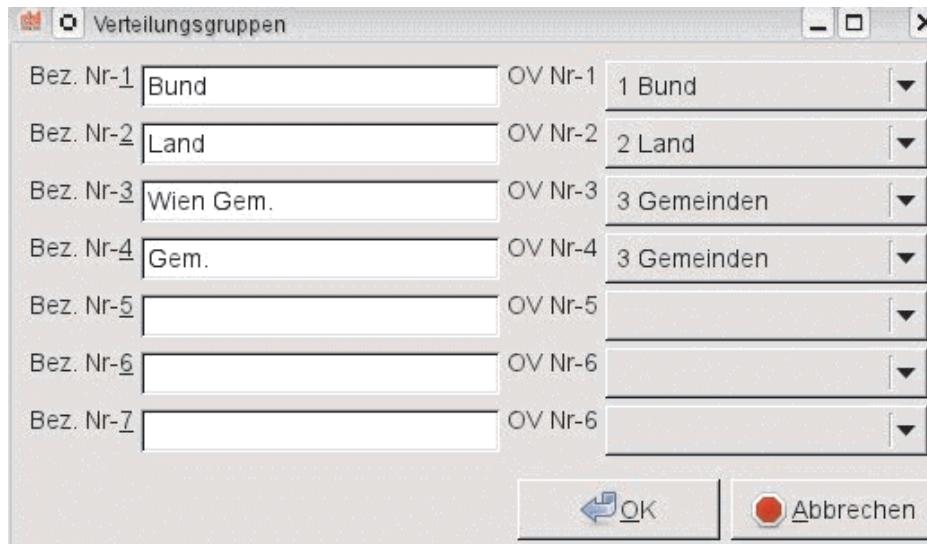 Verteilungsgruppen
Bez. Nr-1 Bund OV Nr-1 1 Bund
Bez. Nr-2 Land OV Nr-2 2 Land
Bez. Nr-3 Wien Gem. OV Nr-3 3 Gemeinden
Bez. Nr-4 Gem. OV Nr-4 3 Gemeinden
Bez. Nr-5 OV Nr-5
Bez. Nr-6 OV Nr-6
Bez. Nr-7 OV Nr-6
OK Abbrechen